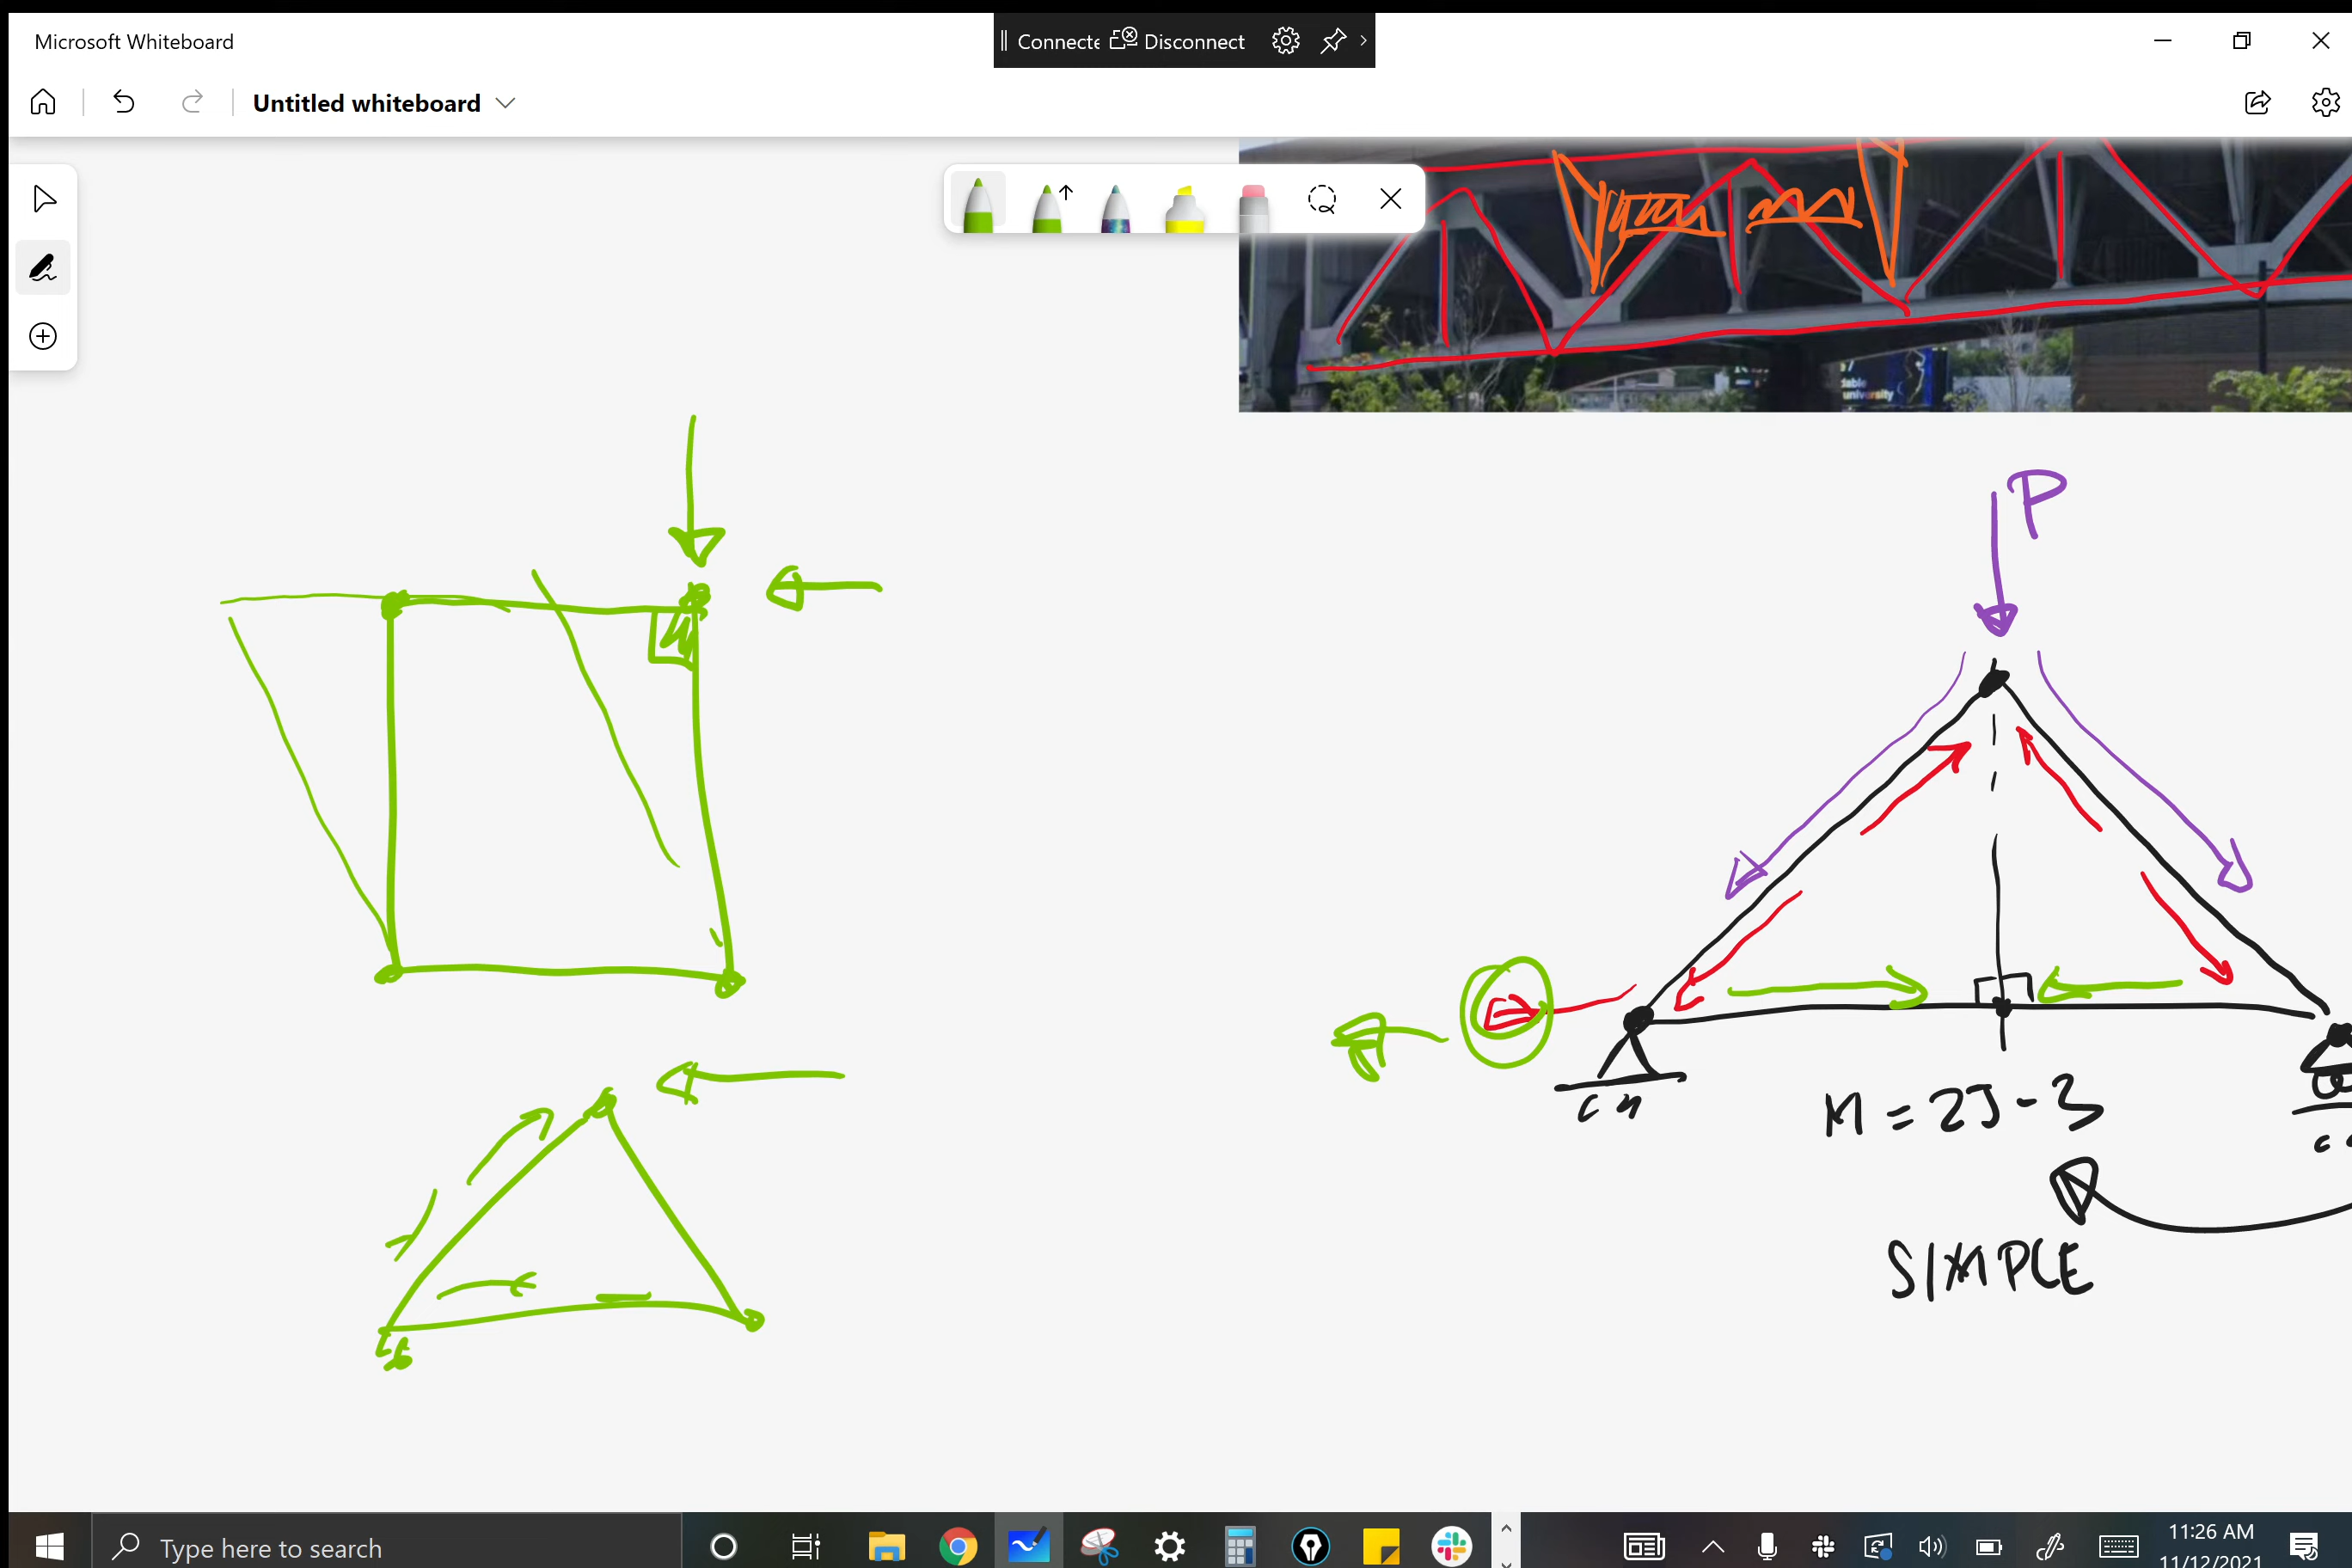 Microsoft Whiteboard
Connecte Disconnect
Untitled whiteboard
university
P
M = 2J - 3
SIMPLE
Type here to search
11:26 AM
11/12/2021